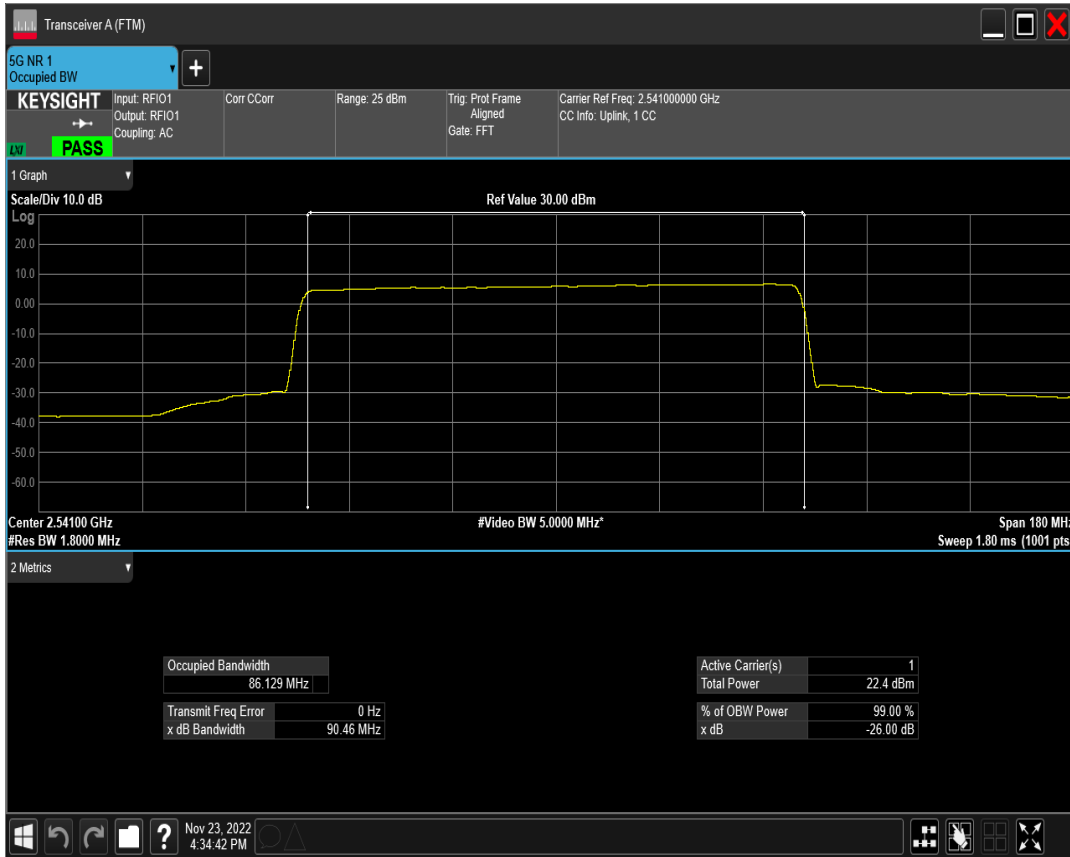 Transceiver A (FTM)
5G NR 1
Occupied BW
+
KEYSIGHT
LXI
PASS
Input: RFIO1
Output: RFIO1
Coupling: AC
Corr CCorr
Range: 25 dBm
Trig: Prot Frame
Aligned
Gate: FFT
Carrier Ref Freq: 2.541000000 GHz
CC Info: Uplink, 1 CC
1 Graph
Scale/Div 10.0 dB
Ref Value 30.00 dBm
Log
20.0
10.0
0.00
-10.0
-20.0
-30.0
-40.0
-50.0
-60.0
Center 2.54100 GHz
#Video BW 5.0000 MHz*
Span 180 MHz
#Res BW 1.8000 MHz
Sweep 1.80 ms (1001 pts
2 Metrics
Occupied Bandwidth
86.129 MHz
Transmit Freq Error 0 Hz
x dB Bandwidth 90.46 MHz
Active Carrier(s) 1
Total Power 22.4 dBm
% of OBW Power 99.00 %
x dB -26.00 dB
?
Nov 23, 2022
4:34:42 PM